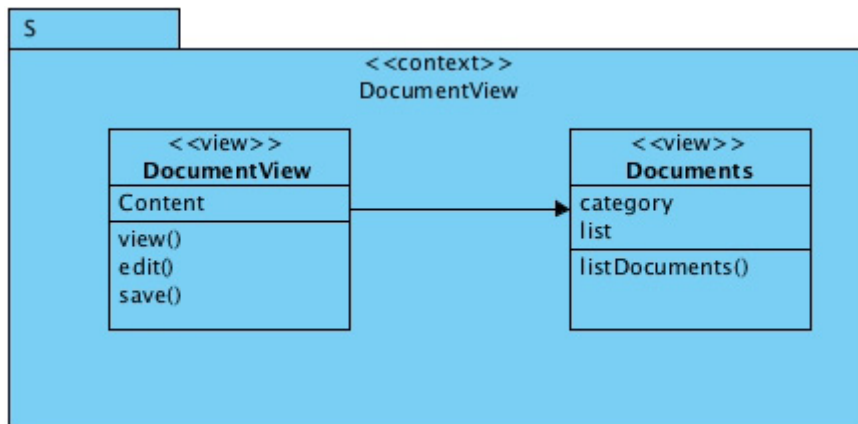 S
<<context>>
DocumentView
<<view>>
DocumentView
Content
view()
edit()
save()
<<view>>
Documents
category
list
listDocuments()